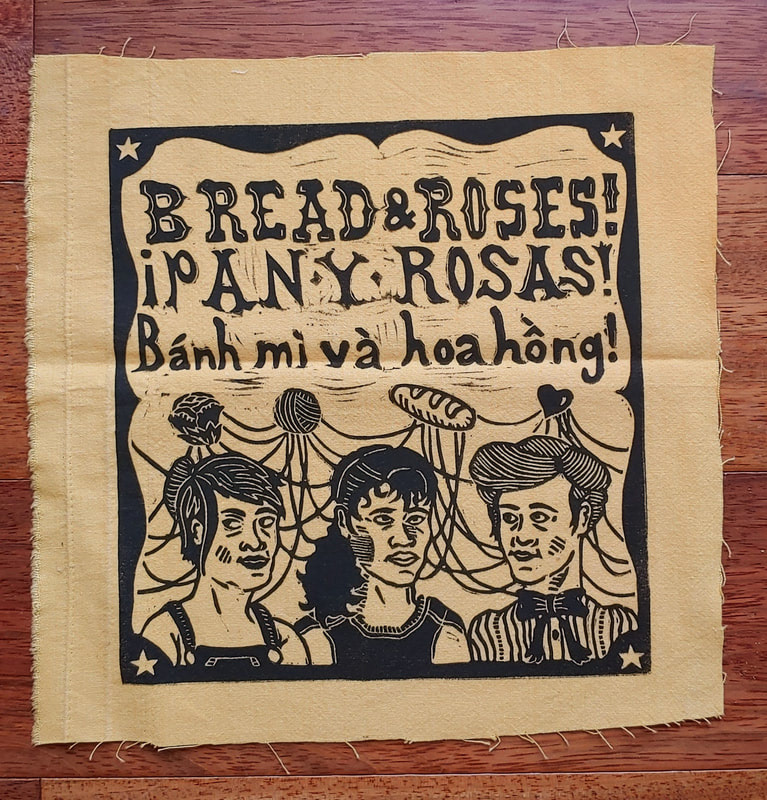 BREAD & ROSES!
¡PAN·Y·ROSAS!
Bánh mì và hoa hồng!